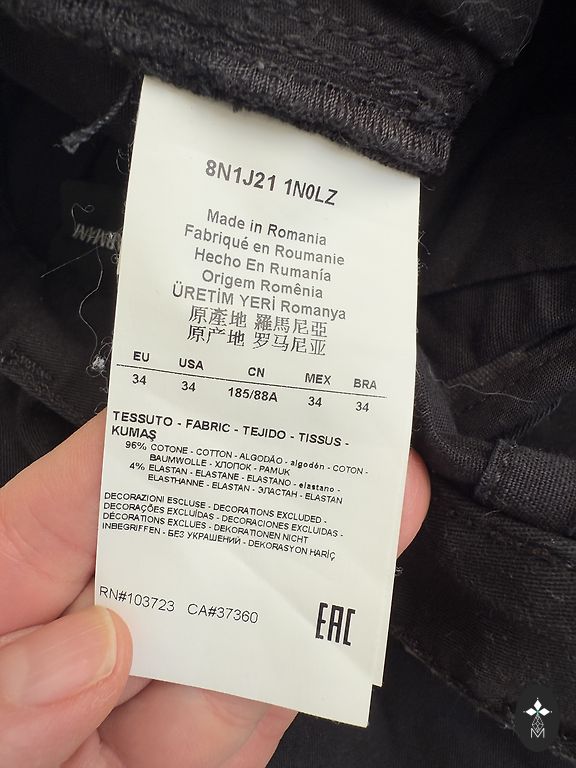 8N1J21 1N0LZ
Made in Romania
Fabriqué en Roumanie
Hecho En Rumanía
Origem Romênia
ÜRETİM YERİ Romanya
原產地 羅馬尼亞
原产地 罗马尼亚
EU USA CN MEX BRA
34 34 185/88A 34 34
TESSUTO - FABRIC - TEJIDO - TISSUS -
KUMAŞ
96% COTONE - COTTON - ALGODÃO - algodón - COTON -
BAUMWOLLE - ХЛОПОК - PAMUK
4% ELASTAN - ELASTANE - ELASTANO - elastano -
ELASTHANNE - ELASTAN - ЭЛАСТАН - ELASTAN
DECORAZIONI ESCLUSE - DECORATIONS EXCLUDED -
DECORAÇÕES EXCLUÍDAS - DECORACIONES EXCLUIDAS -
DÉCORATIONS EXCLUES - DEKORATIONEN NICHT
INBEGRIFFEN - БЕЗ УКРАШЕНИЙ - DEKORASYON HARİÇ
RN#103723 CA#37360
EAC